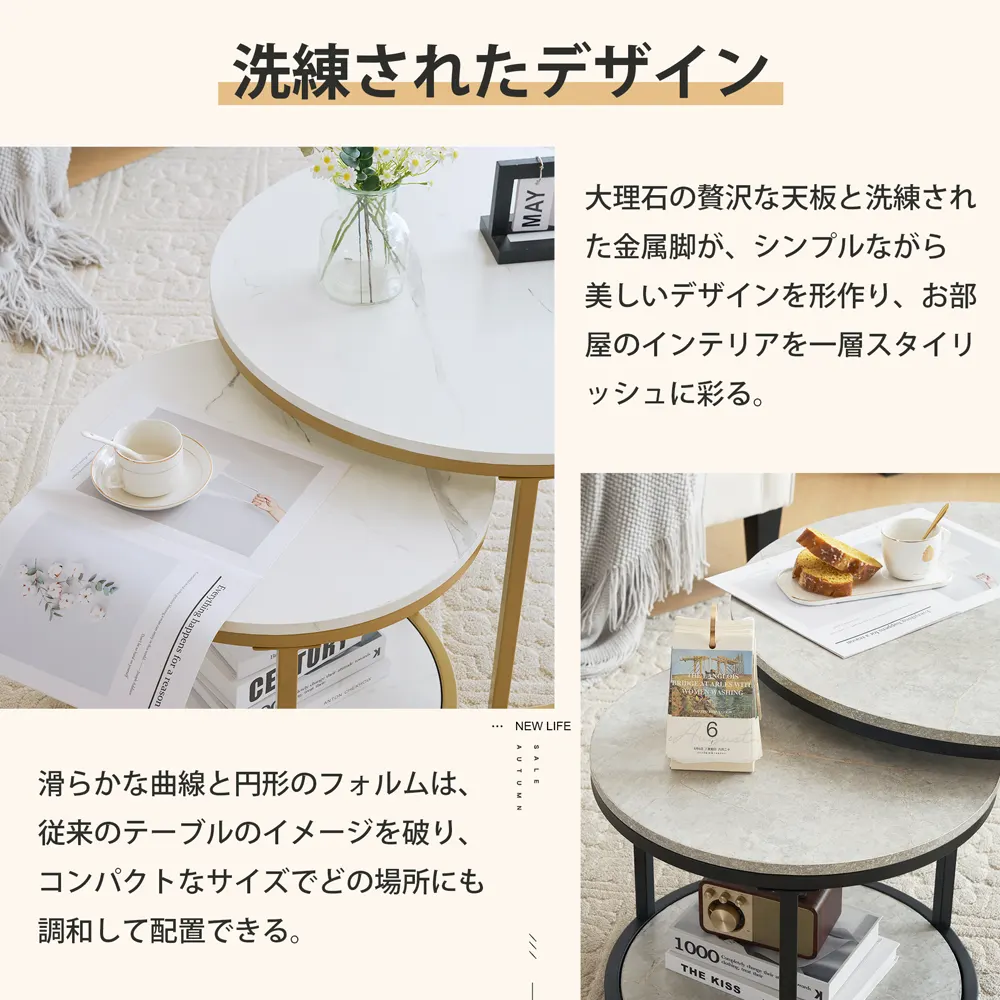 洗練されたデザイン
大理石の贅沢な天板と洗練され
た金属脚が、シンプルながら
美しいデザインを形作り、お部
屋のインテリアを一層スタイリ
ッシュに彩る。
MAY
Everything happens for a reason
CENTURY
K
ANTON CHENKOW
... NEW LIFE
SALE
AUTUMN
滑らかな曲線と円形のフォルムは、
従来のテーブルのイメージを破り、
コンパクトなサイズでどの場所にも
調和して配置できる。
THE LANGLOIS
BRIDGE AT ARLES WITH
WOMEN WASHING
6
1000
THE KISS
K